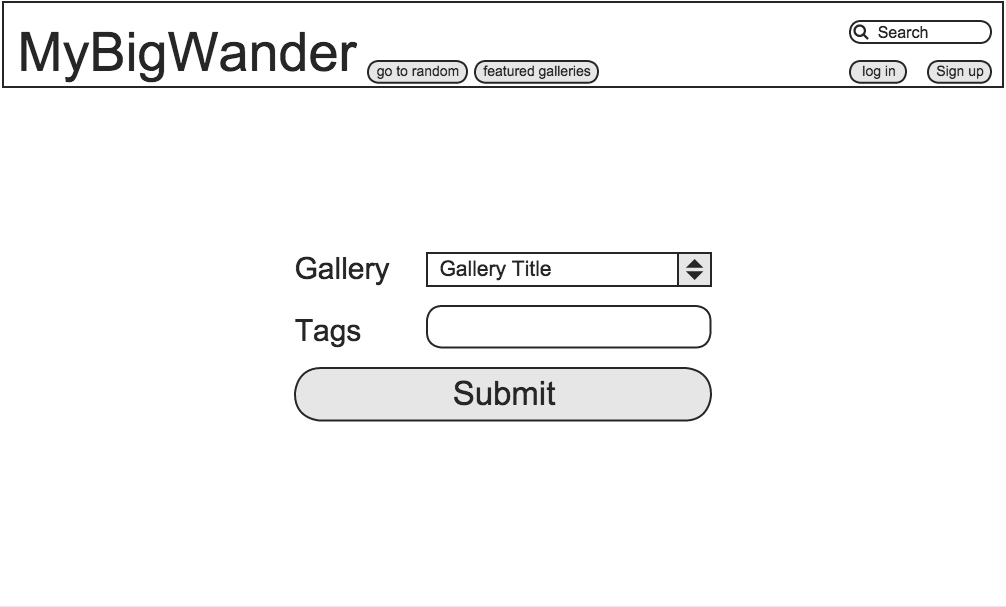 MyBigWander
go to random
featured galleries
Search
log in
Sign up
Gallery
Gallery Title
Tags
Submit